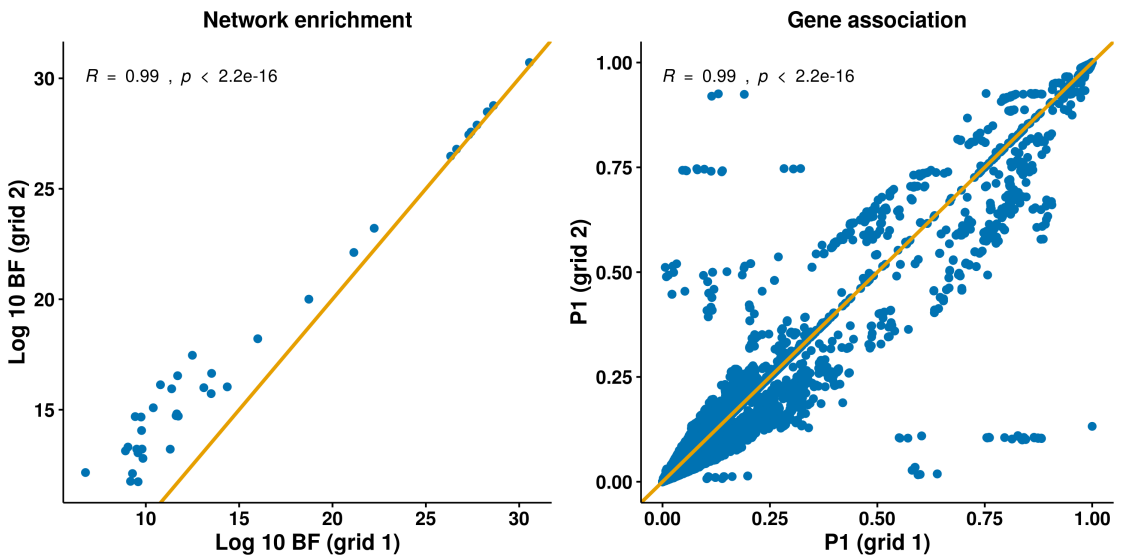 Network enrichment
R = 0.99 , p < 2.2e-16
30
25
20
15
10 15 20 25 30
Log 10 BF (grid 1)
Log 10 BF (grid 2)
Gene association
R = 0.99 , p < 2.2e-16
1.00
0.75
0.50
0.25
0.00
0.00 0.25 0.50 0.75 1.00
P1 (grid 1)
P1 (grid 2)